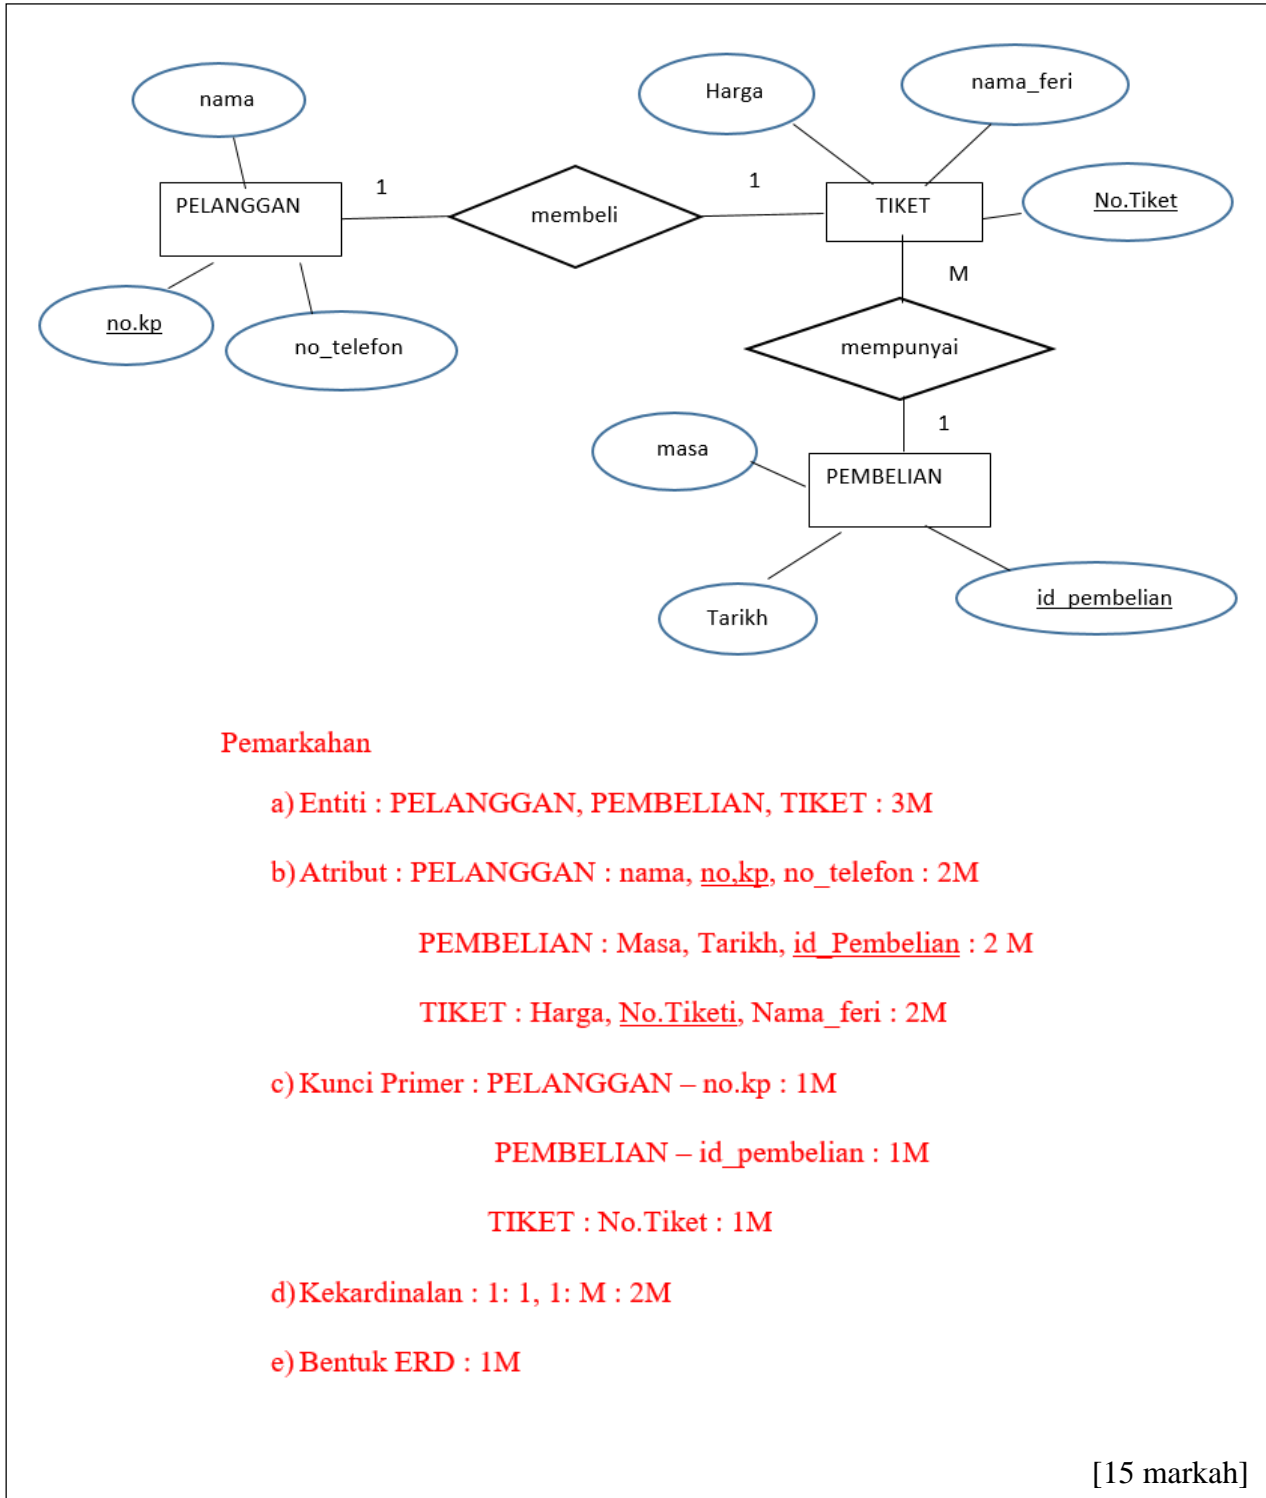 nama
Harga
nama_feri
PELANGGAN
1
membeli
1
TIKET
No.Tiket
M
no.kp
no_telefon
mempunyai
1
masa
PEMBELIAN
Tarikh
id_pembelian
Pemarkahan
a) Entiti : PELANGGAN, PEMBELIAN, TIKET : 3M
b) Atribut : PELANGGAN : nama, no,kp, no_telefon : 2M
PEMBELIAN : Masa, Tarikh, id_Pembelian : 2 M
TIKET : Harga, No.Tiketi, Nama_feri : 2M
c) Kunci Primer : PELANGGAN – no.kp : 1M
PEMBELIAN – id_pembelian : 1M
TIKET : No.Tiket : 1M
d) Kekardinalan : 1: 1, 1: M : 2M
e) Bentuk ERD : 1M
[15 markah]